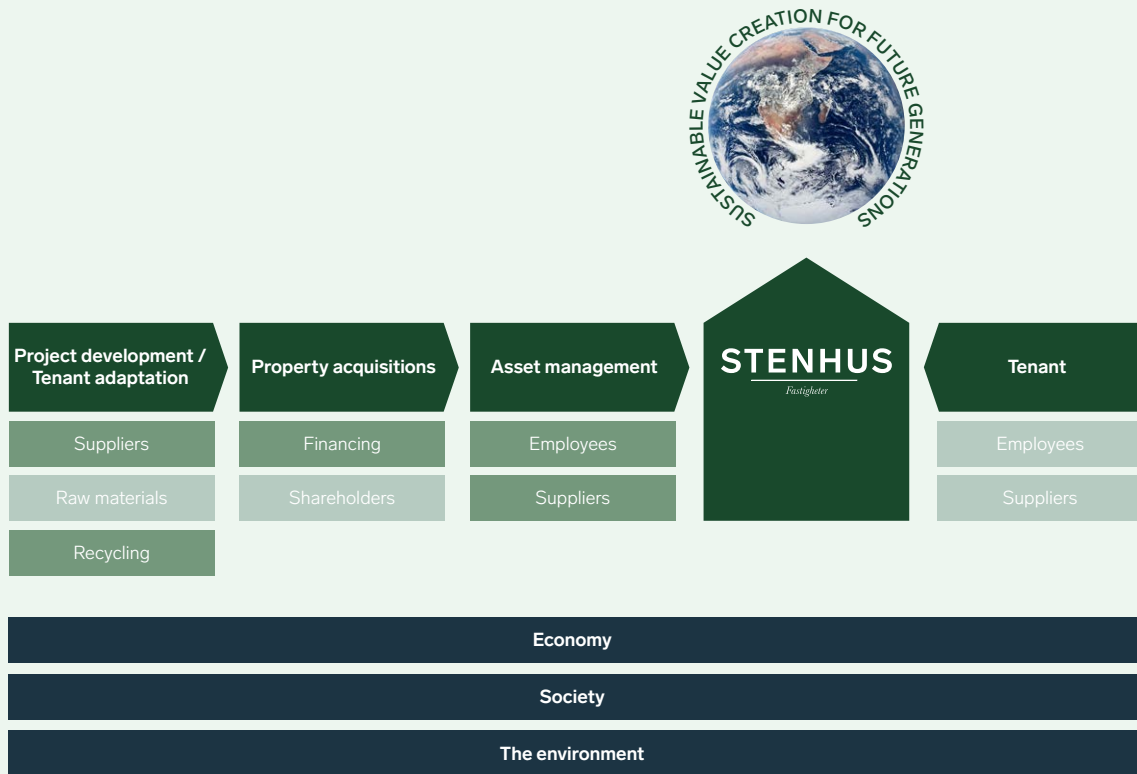 SUSTAINABLE VALUE CREATION FOR FUTURE GENERATIONS
Project development /
Tenant adaptation
Property acquisitions
Asset management
STENHUS
Fastigheter
Tenant
Suppliers
Financing
Employees
Employees
Raw materials
Shareholders
Suppliers
Suppliers
Recycling
Economy
Society
The environment